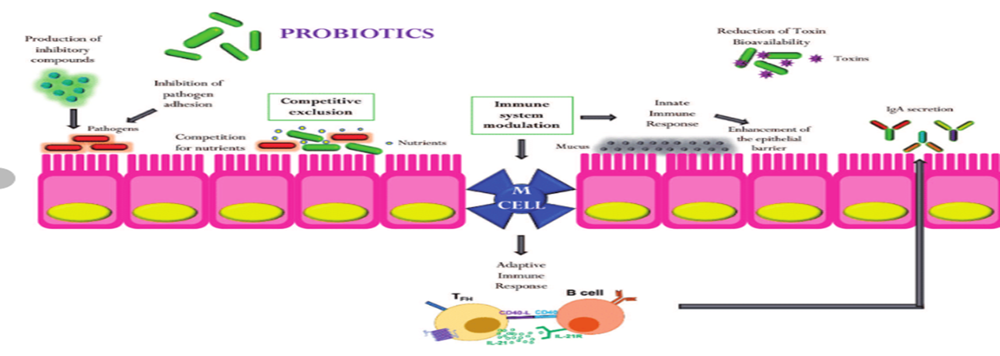 PROBIOTICS
Production of
inhibitory
compounds
Inhibition of
pathogen
adhesion
Pathogens
Competitive
exclusion
Competition
for nutrients
Nutrients
Immune
system
modulation
Innate
Immune
Response
Mucus
Enhancement of
the epithelial
barrier
Reduction of Toxin
Bioavailability
Toxins
IgA secretion
M
CELL
Adaptive
Immune
Response
TFH
B cell
CD40-L
CD40
IL-21
IL-21R